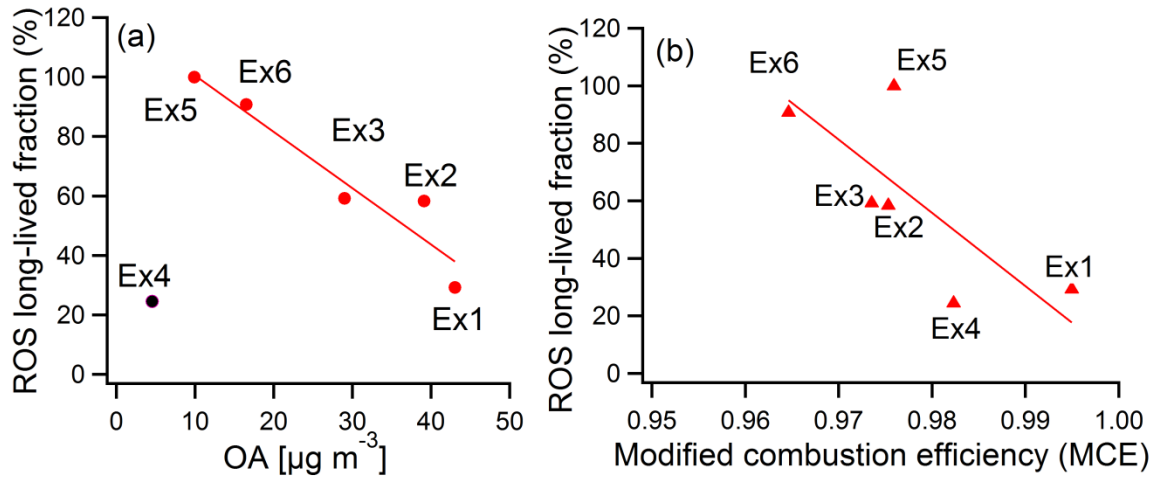 (a)
ROS long-lived fraction (%)
120
100
80
60
40
20
0
Ex5
Ex6
Ex3
Ex2
Ex4
Ex1
0 10 20 30 40 50
OA [µg m⁻³]
(b)
ROS long-lived fraction (%)
120
100
80
60
40
20
0
Ex6
Ex5
Ex3
Ex2
Ex1
Ex4
0.95 0.96 0.97 0.98 0.99 1.00
Modified combustion efficiency (MCE)